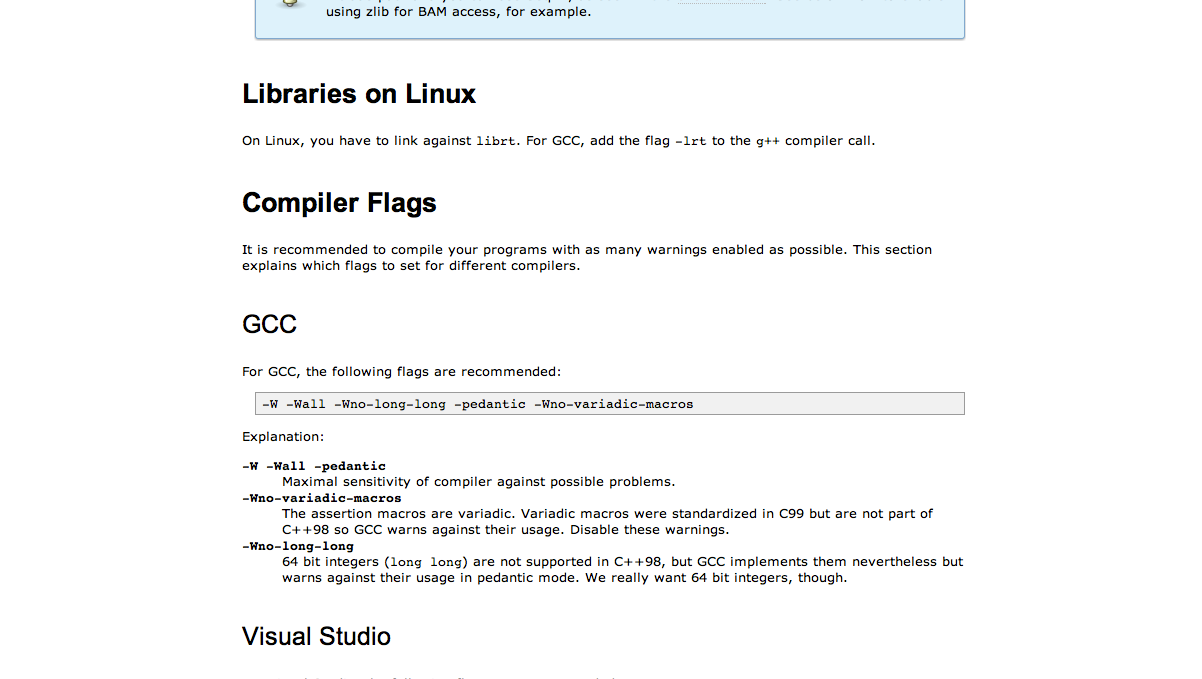 using zlib for BAM access, for example.
Libraries on Linux
On Linux, you have to link against librt. For GCC, add the flag -lrt to the g++ compiler call.
Compiler Flags
It is recommended to compile your programs with as many warnings enabled as possible. This section
explains which flags to set for different compilers.
GCC
For GCC, the following flags are recommended:
-W -Wall -Wno-long-long -pedantic -Wno-variadic-macros
Explanation:
-W -Wall -pedantic
Maximal sensitivity of compiler against possible problems.
-Wno-variadic-macros
The assertion macros are variadic. Variadic macros were standardized in C99 but are not part of
C++98 so GCC warns against their usage. Disable these warnings.
-Wno-long-long
64 bit integers (long long) are not supported in C++98, but GCC implements them nevertheless but
warns against their usage in pedantic mode. We really want 64 bit integers, though.
Visual Studio